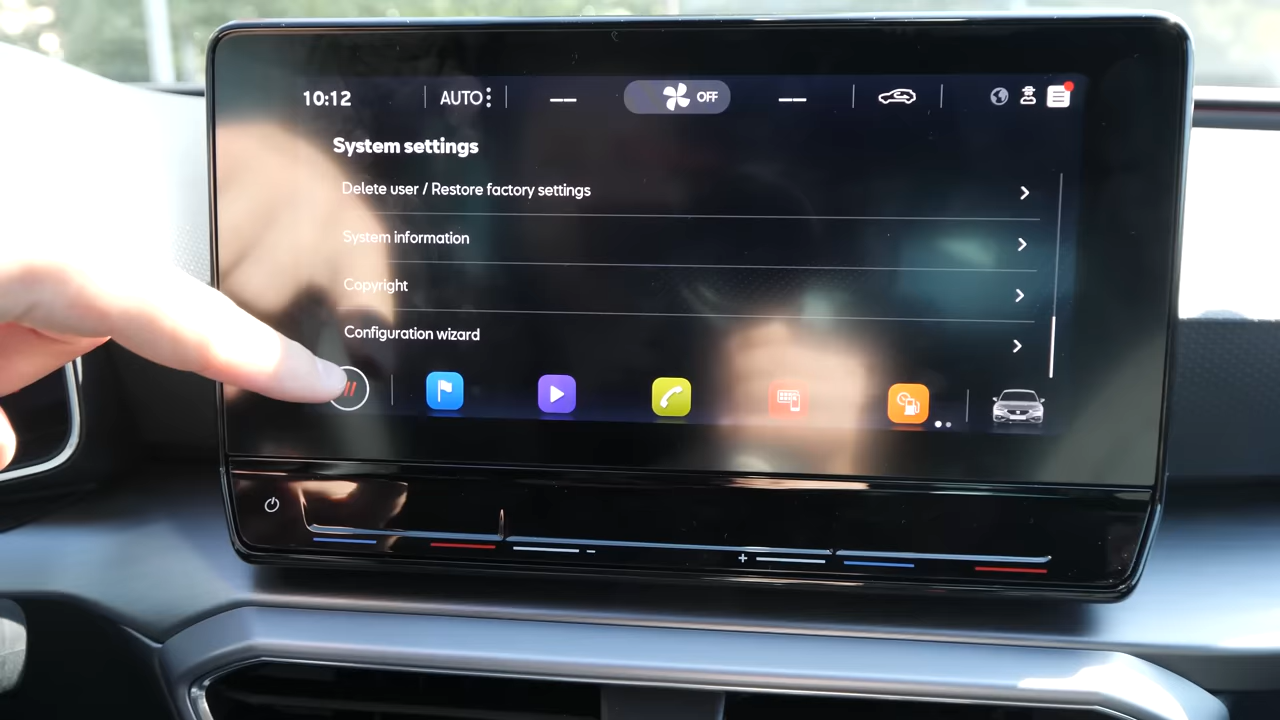 10:12 AUTO OFF
System settings
Delete user / Restore factory settings
System information
Copyright
Configuration wizard
- +